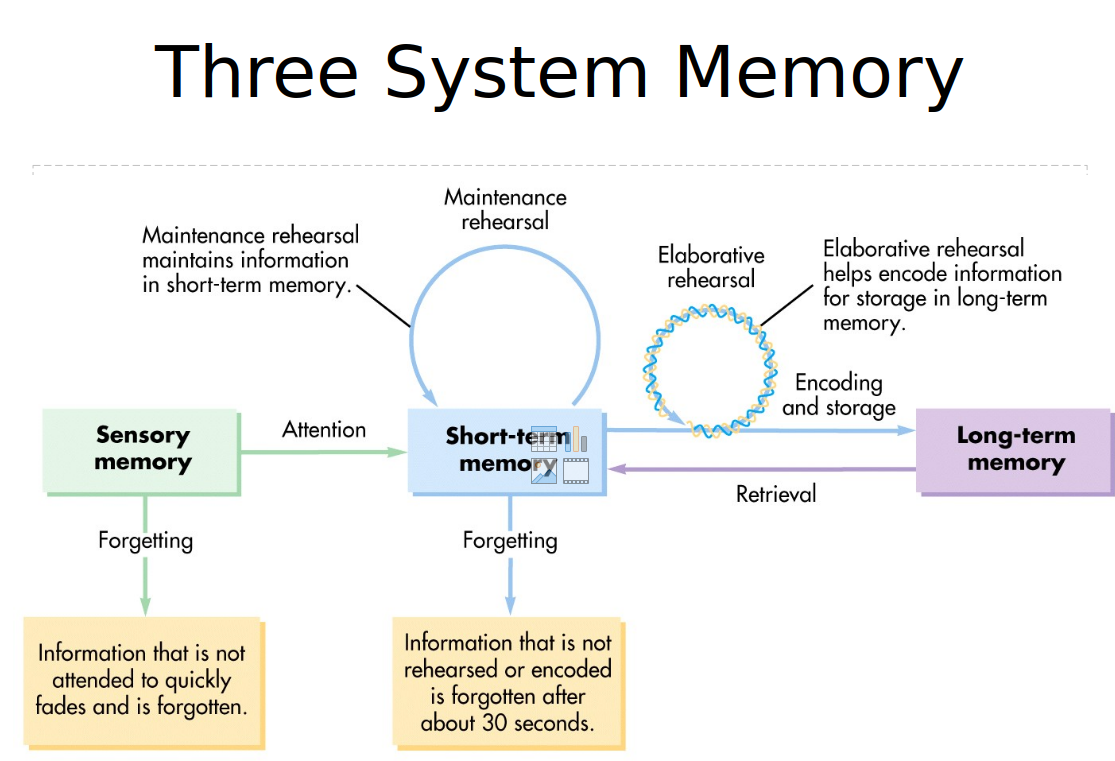 Three System Memory
Maintenance
rehearsal
Maintenance rehearsal
maintains information
in short-term memory.
Elaborative
rehearsal
Elaborative rehearsal
helps encode information
for storage in long-term
memory.
Encoding
and storage
Sensory
memory
Attention
Short-term
memory
Long-term
memory
Retrieval
Forgetting
Forgetting
Information that is not
attended to quickly
fades and is forgotten.
Information that is not
rehearsed or encoded
is forgotten after
about 30 seconds.